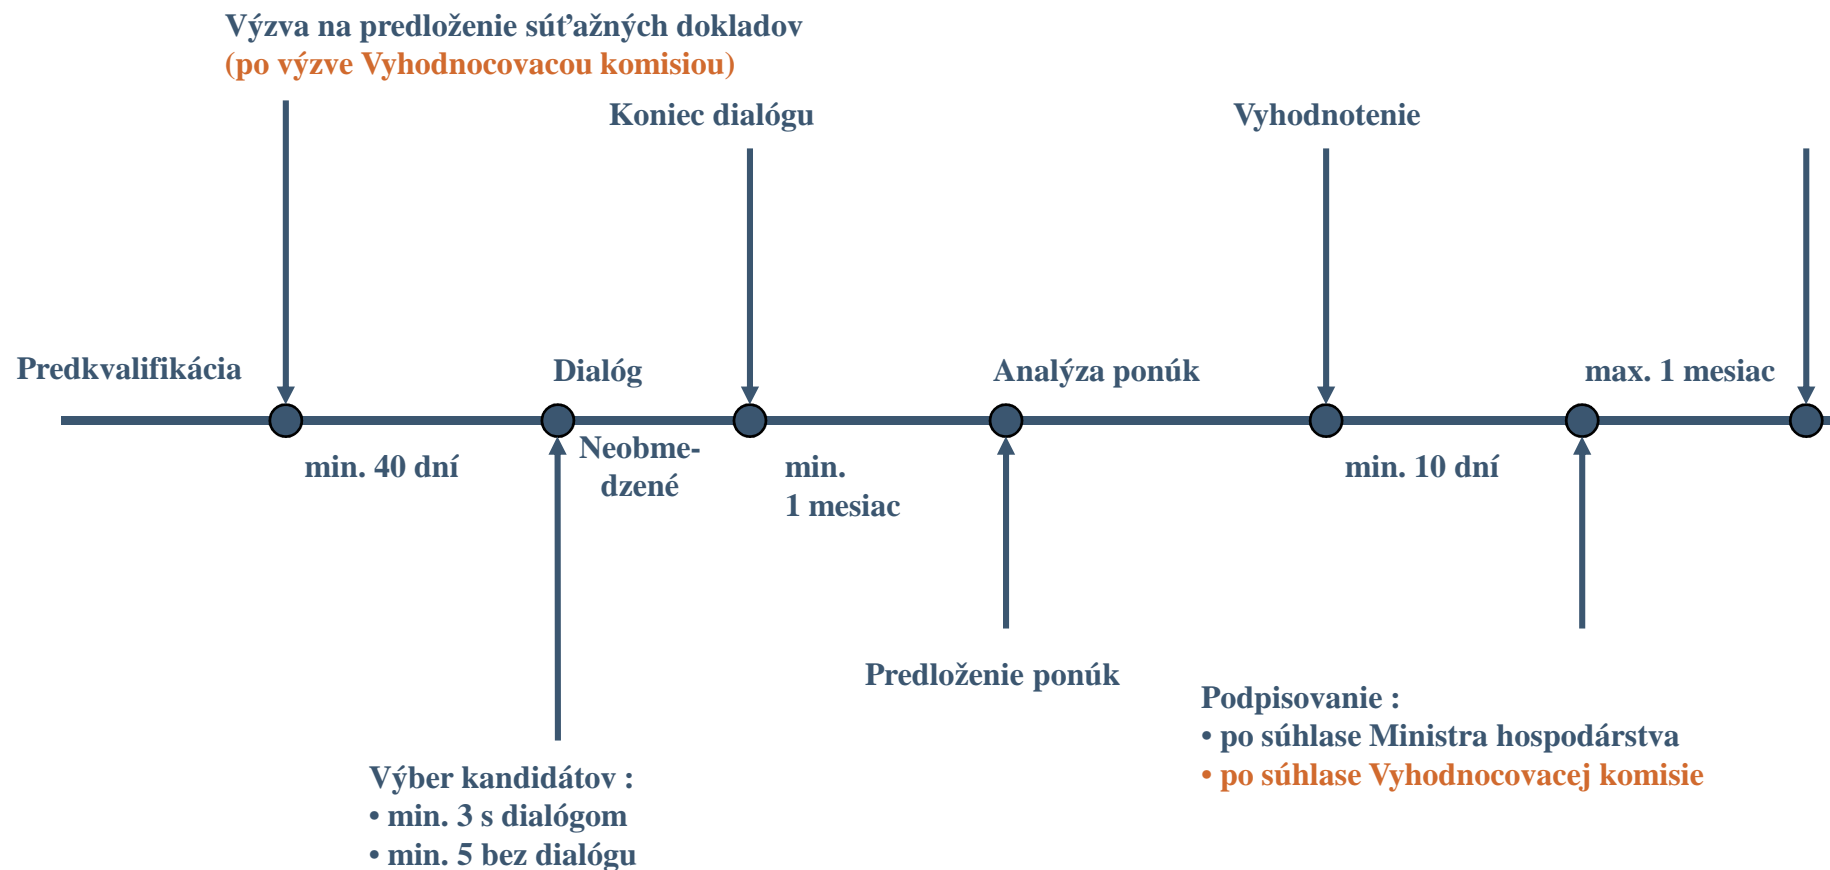 Výzva na predloženie súťažných dokladov
(po výzve Vyhodnocovacou komisiou)
Koniec dialógu
Vyhodnotenie
Predkvalifikácia
Dialóg
Analýza ponúk
max. 1 mesiac
min. 40 dní
Neobme-
dzené
min.
1 mesiac
min. 10 dní
Predloženie ponúk
Podpisovanie :
• po súhlase Ministra hospodárstva
• po súhlase Vyhodnocovacej komisie
Výber kandidátov :
• min. 3 s dialógom
• min. 5 bez dialógu